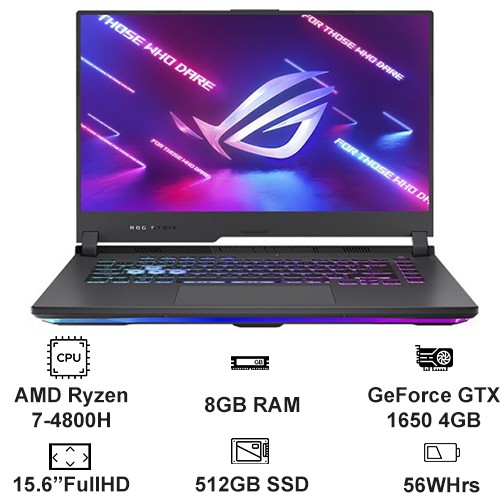 FOR THOSE WHO DARE
FOR THOSE WHO DARE
FOR THOSE WHO DARE
FOR THOSE WHO DARE
CPU
GB
AMD Ryzen
7-4800H
8GB RAM
GeForce GTX
1650 4GB
15.6”FullHD
512GB SSD
56WHrs